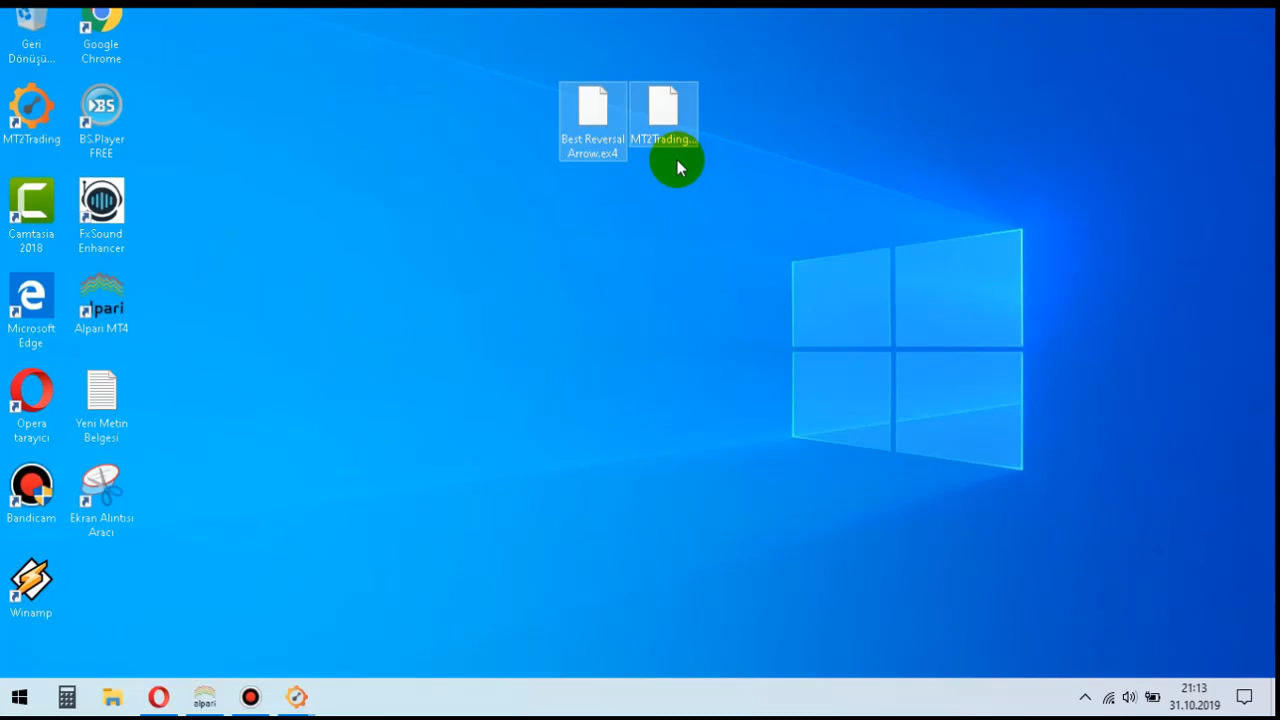 Geri
Dönüşü...
Google
Chrome
MT2Trading
BS
BS.Player
FREE
Best Reversal
Arrow.ex4
MT2Trading...
Camtasia
2018
FxSound
Enhancer
Microsoft
Edge
alpari
Alpari MT4
Opera
tarayıcı
Yeni Metin
Belgesi
Bandicam
Ekran Alıntısı
Aracı
Winamp
alpari
21:13
31.10.2019